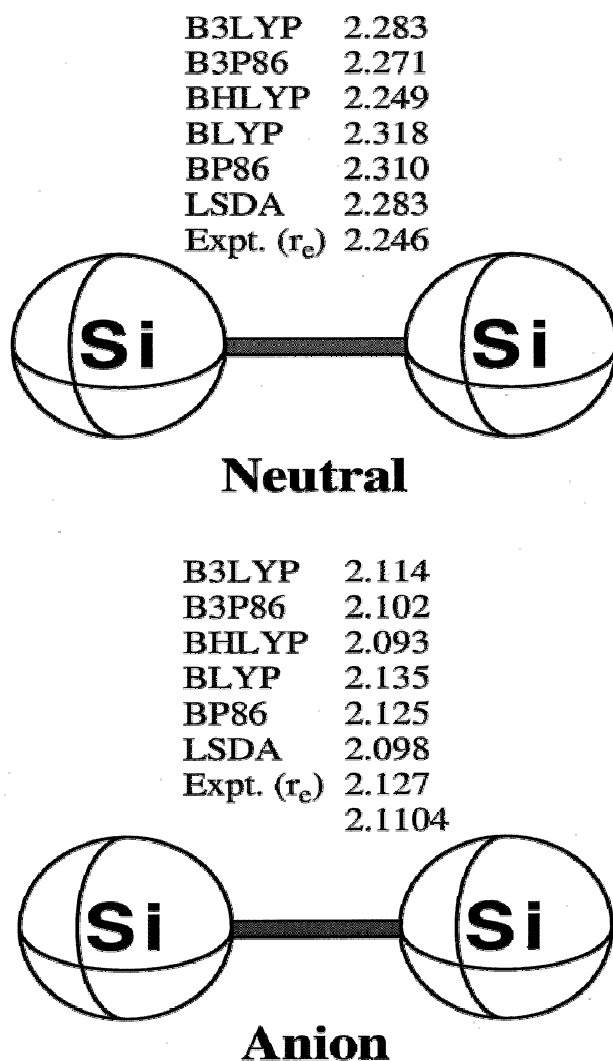 B3LYP 2.283
B3P86 2.271
BHLYP 2.249
BLYP 2.318
BP86 2.310
LSDA 2.283
Expt. (re) 2.246
Si Si
Neutral
B3LYP 2.114
B3P86 2.102
BHLYP 2.093
BLYP 2.135
BP86 2.125
LSDA 2.098
Expt. (re) 2.127
2.1104
Si Si
Anion